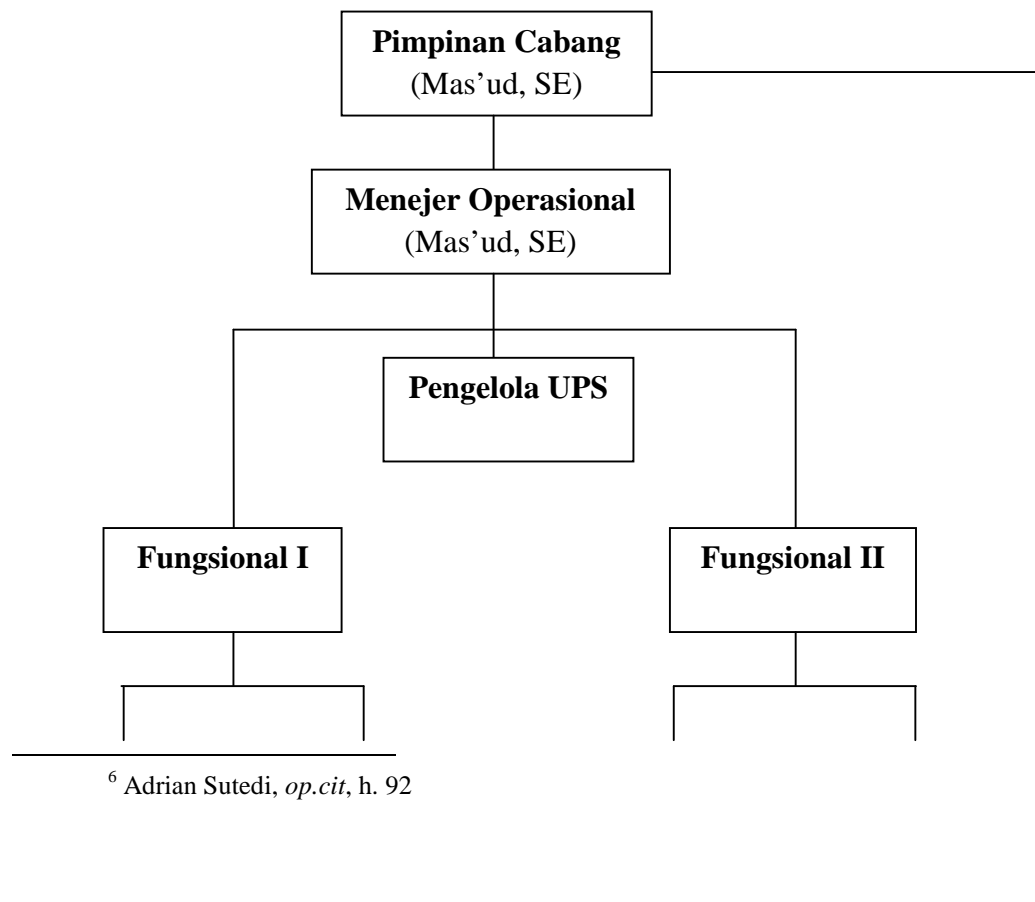 Pimpinan Cabang
(Mas’ud, SE)
Menejer Operasional
(Mas’ud, SE)
Pengelola UPS
Fungsional I
Fungsional II
6 Adrian Sutedi, op.cit, h. 92